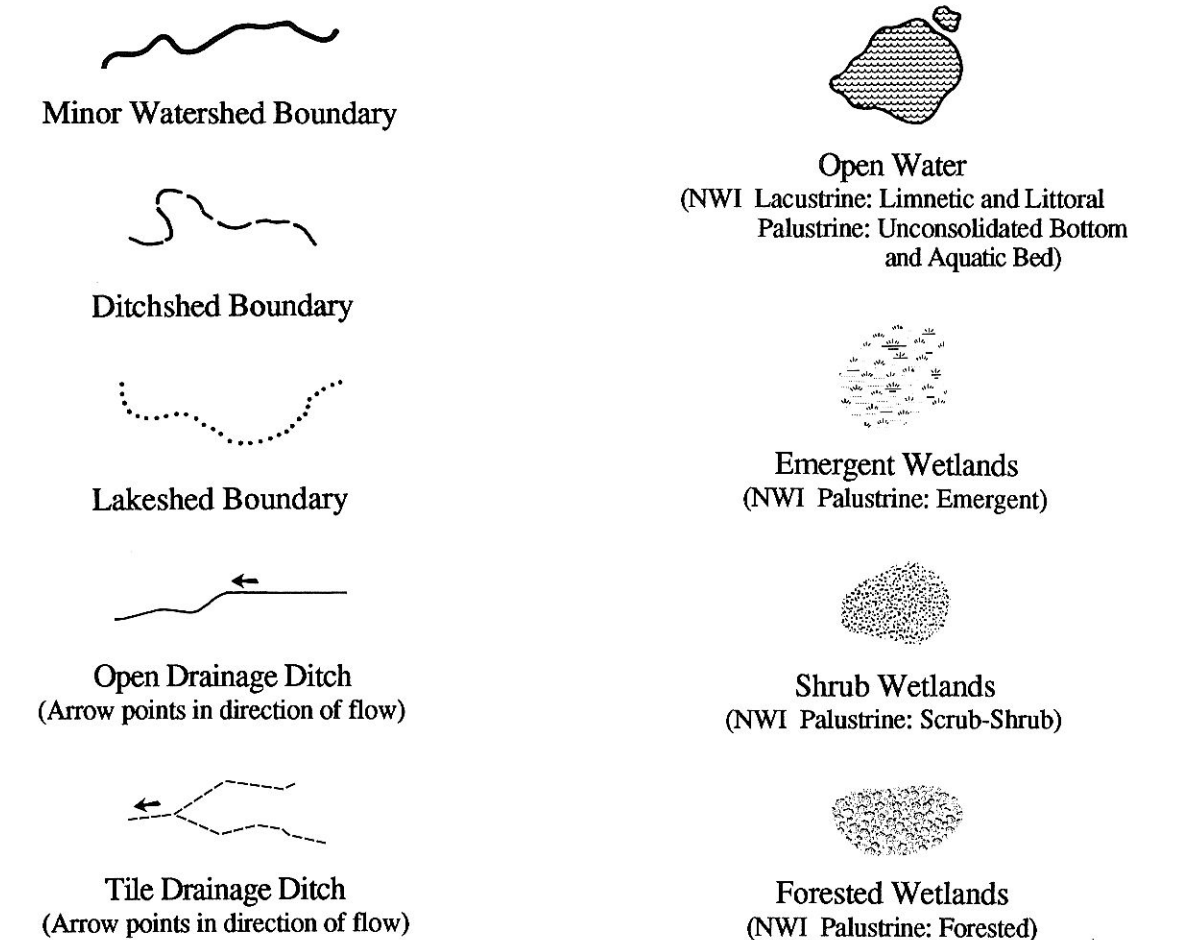 Minor Watershed Boundary
Ditchshed Boundary
Lakeshed Boundary
Open Drainage Ditch
(Arrow points in direction of flow)
Tile Drainage Ditch
(Arrow points in direction of flow)
Open Water
(NWI Lacustrine: Limnetic and Littoral
Palustrine: Unconsolidated Bottom
and Aquatic Bed)
Emergent Wetlands
(NWI Palustrine: Emergent)
Shrub Wetlands
(NWI Palustrine: Scrub-Shrub)
Forested Wetlands
(NWI Palustrine: Forested)